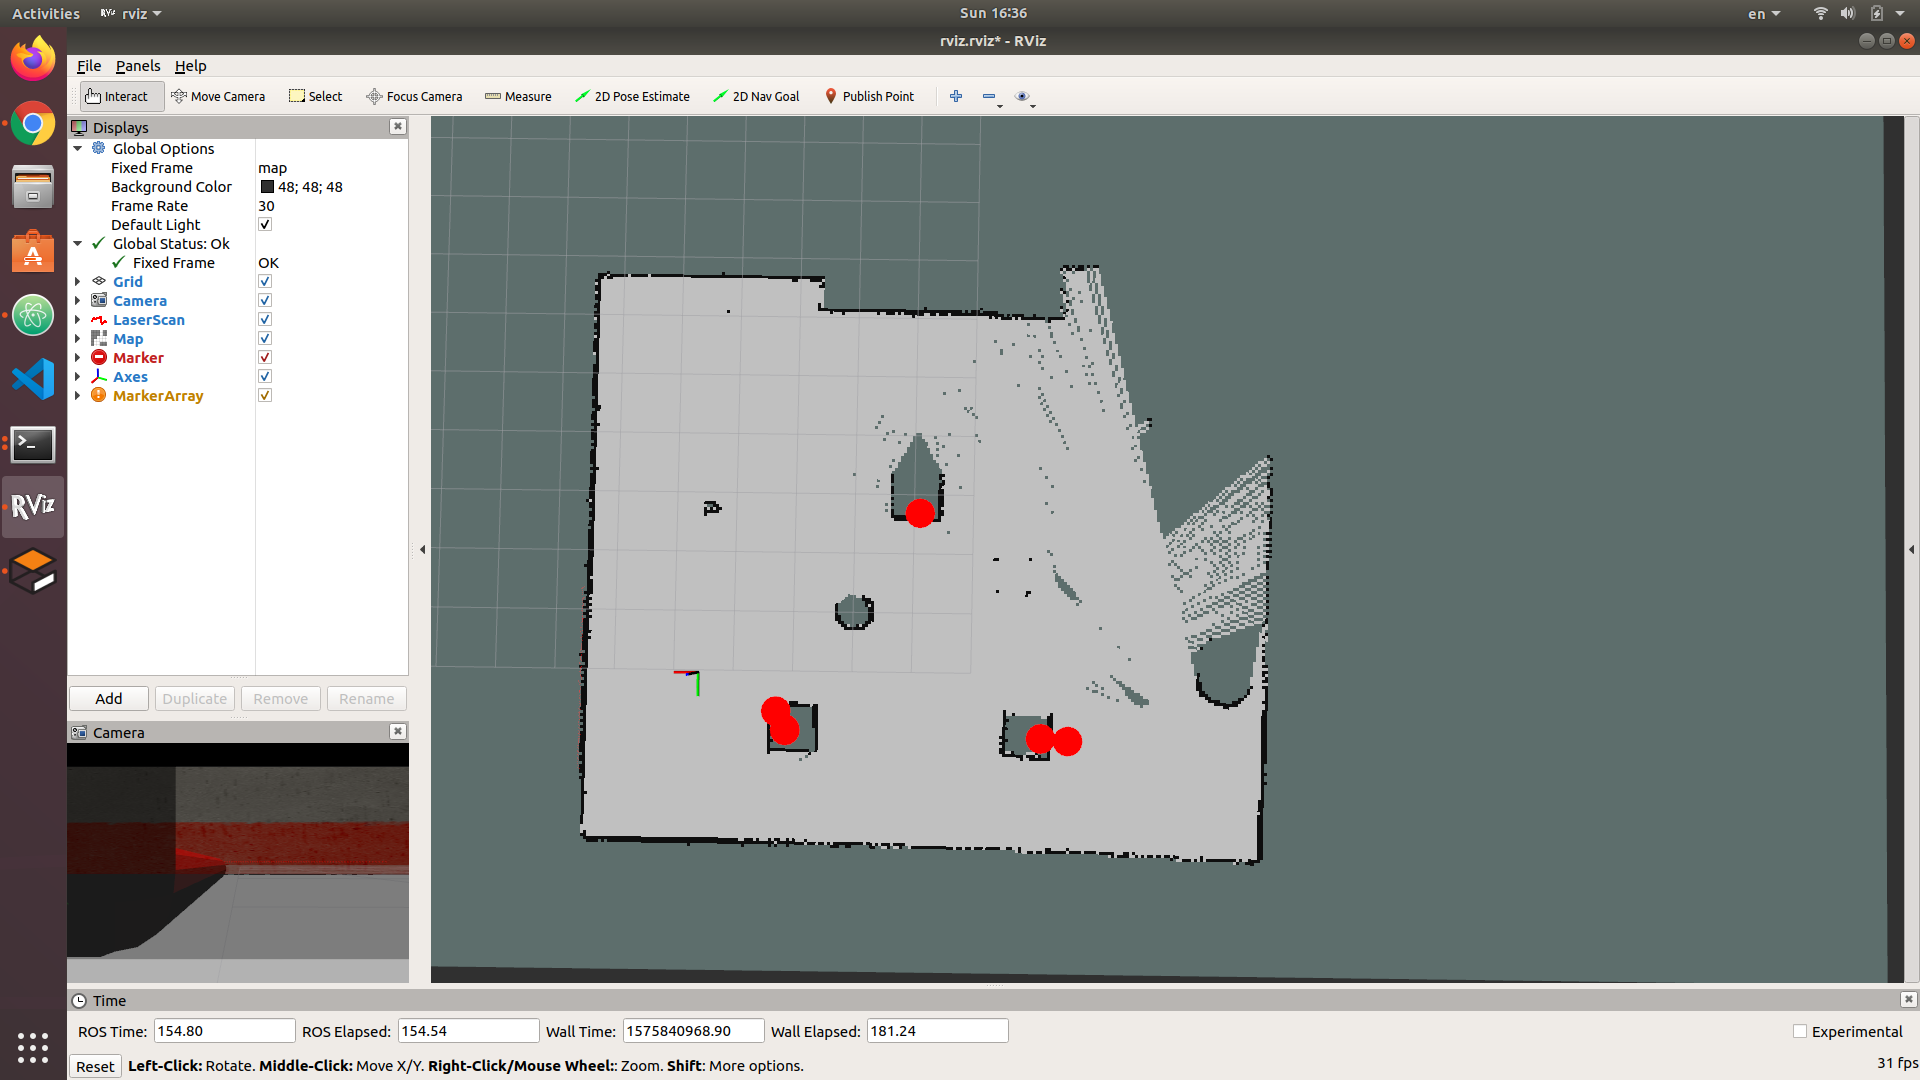 Activities RViz rviz Sun 16:36 en
rviz.rviz* - RViz
File Panels Help
Interact Move Camera Select Focus Camera Measure 2D Pose Estimate 2D Nav Goal Publish Point
Displays
Global Options
Fixed Frame map
Background Color 48; 48; 48
Frame Rate 30
Default Light
Global Status: Ok
Fixed Frame OK
Grid
Camera
LaserScan
Map
Marker
Axes
MarkerArray
Add Duplicate Remove Rename
Camera
RViz
Time
ROS Time: 154.80 ROS Elapsed: 154.54 Wall Time: 1575840968.90 Wall Elapsed: 181.24 Experimental
Reset Left-Click: Rotate. Middle-Click: Move X/Y. Right-Click/Mouse Wheel:: Zoom. Shift: More options. 31 fps